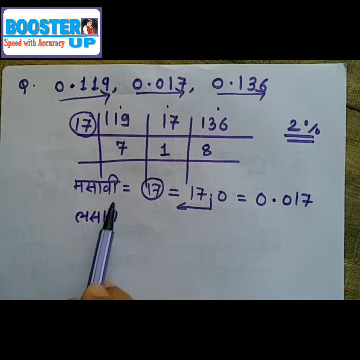 BOOSTER
Speed with Accuracy UP
Q. 0.119, 0.017, 0.136
17 119 17 136 2%
7 1 8
मसावी = 17 = 17.0 = 0.017